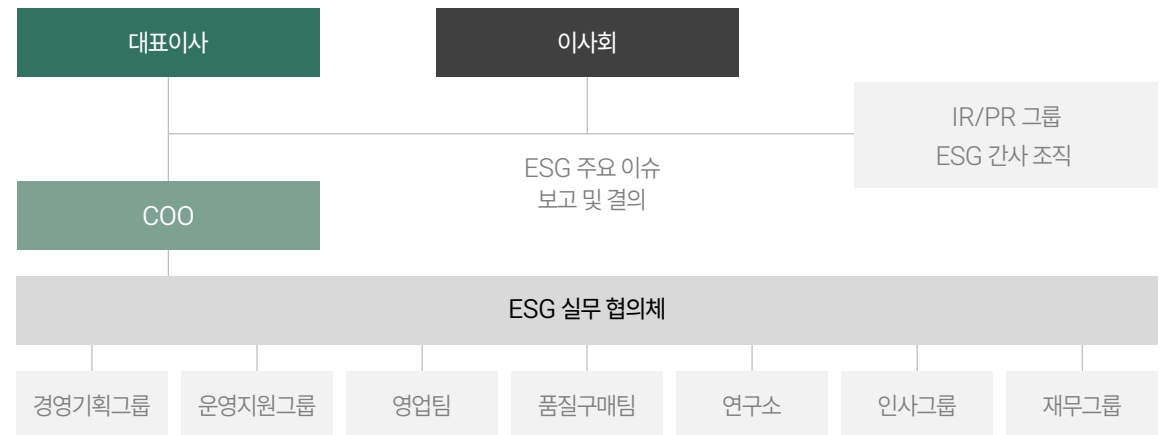 대표이사
이사회
IR/PR 그룹
ESG 간사 조직
ESG 주요 이슈
보고 및 결의
COO
ESG 실무 협의체
경영기획그룹
운영지원그룹
영업팀
품질구매팀
연구소
인사그룹
재무그룹